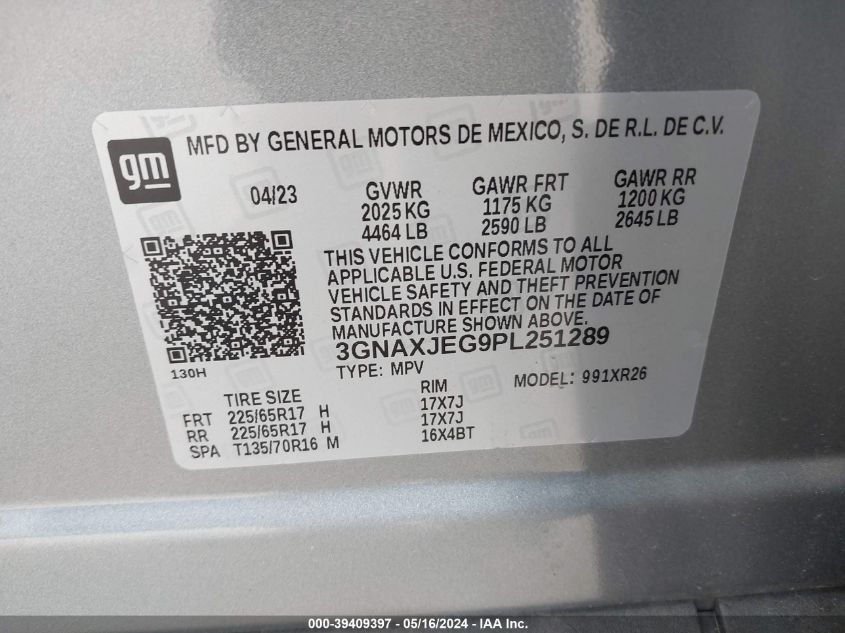 gm
MFD BY GENERAL MOTORS DE MEXICO, S. DE R.L. DE C.V.
04/23 GVWR GAWR FRT GAWR RR
2025 KG 1175 KG 1200 KG
4464 LB 2590 LB 2645 LB
THIS VEHICLE CONFORMS TO ALL
APPLICABLE U.S. FEDERAL MOTOR
VEHICLE SAFETY AND THEFT PREVENTION
STANDARDS IN EFFECT ON THE DATE OF
MANUFACTURE SHOWN ABOVE.
3GNAXJEG9PL251289
130H TYPE: MPV MODEL: 991XR26
TIRE SIZE RIM
FRT 225/65R17 H 17X7J
RR 225/65R17 H 17X7J
SPA T135/70R16 M 16X4BT
000-39409397 - 05/16/2024 - IAA Inc.